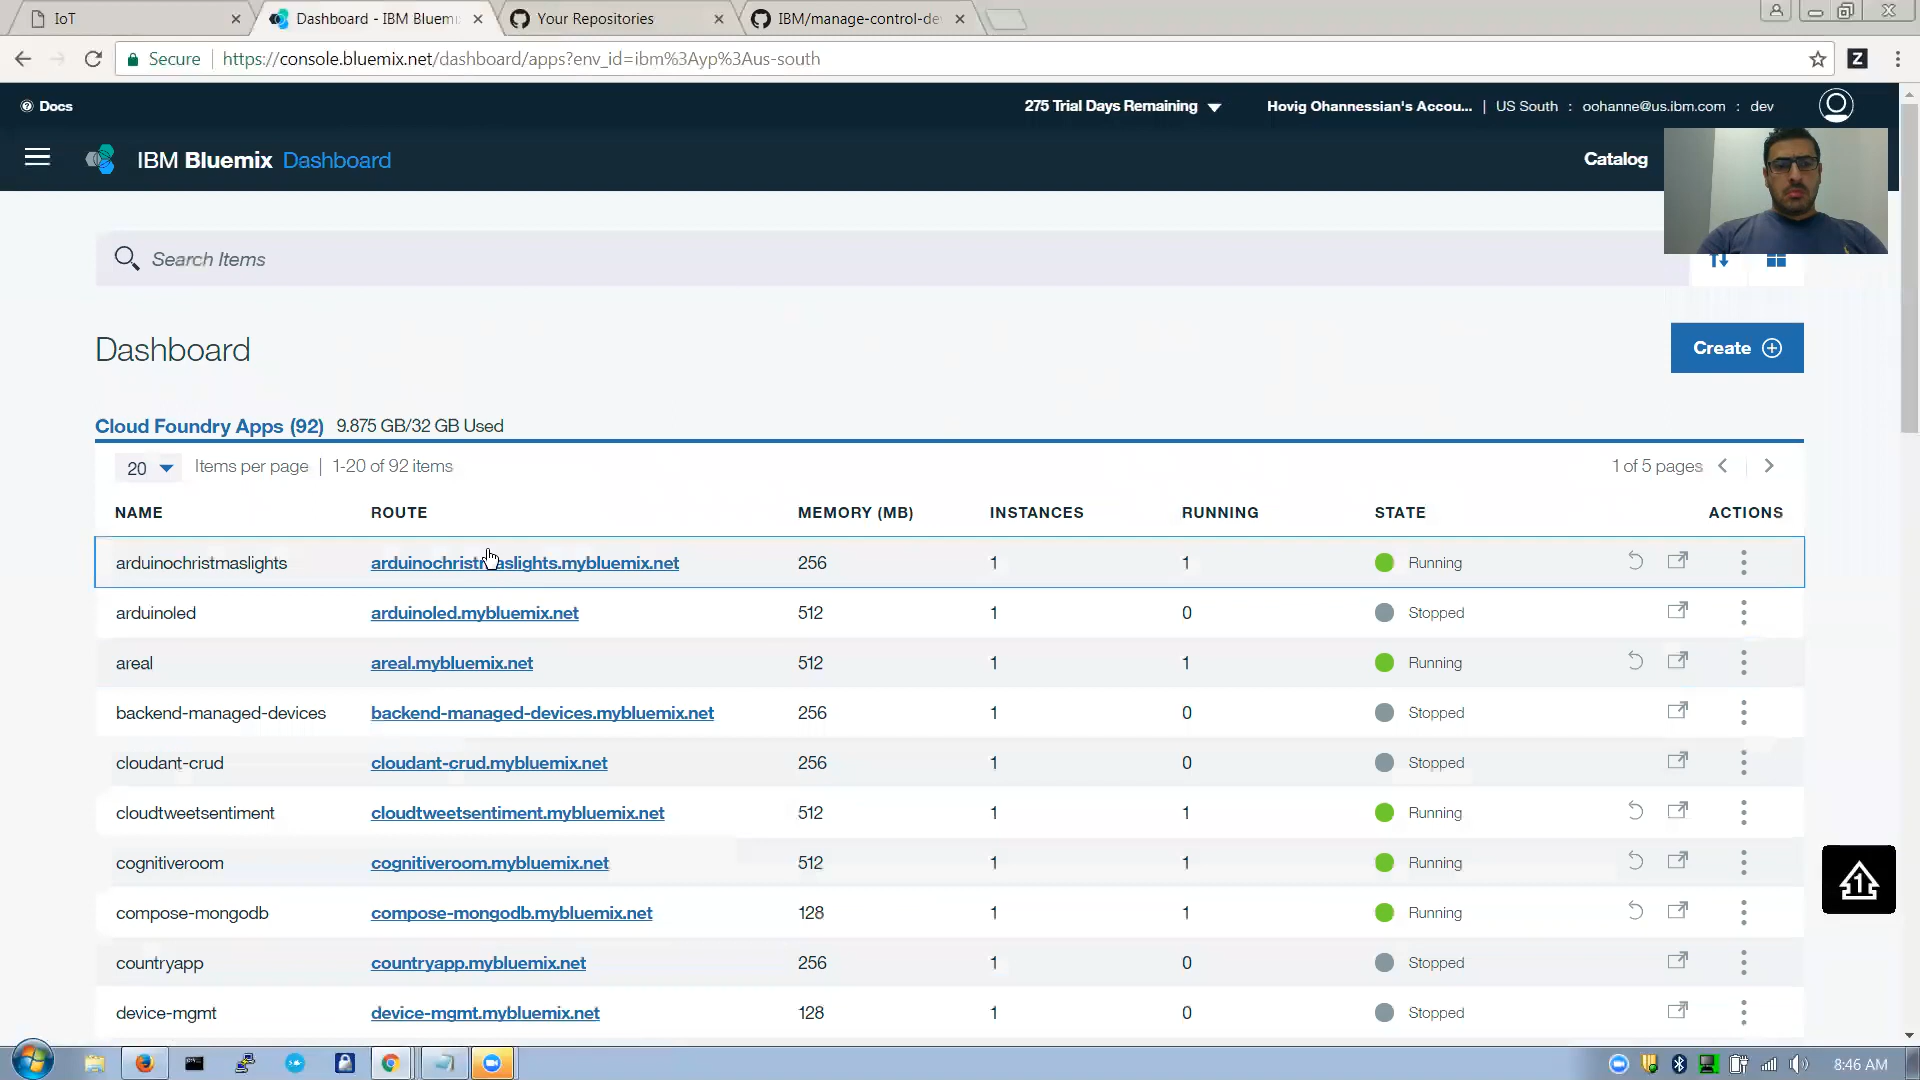 IoT
Dashboard - IBM Bluemi
Your Repositories
IBM/manage-control-de
Secure
https://console.bluemix.net/dashboard/apps?env_id=ibm%3Ayp%3Aus-south
Z
Docs
275 Trial Days Remaining
Hovig Ohannessian's Accou... | US South : oohanne@us.ibm.com : dev
IBM Bluemix Dashboard
Catalog
Search Items
Dashboard
Create
Cloud Foundry Apps (92) 9.875 GB/32 GB Used
20 Items per page | 1-20 of 92 items
1 of 5 pages
NAME ROUTE MEMORY (MB) INSTANCES RUNNING STATE ACTIONS
arduinochristmaslights arduinochristmaslights.mybluemix.net 256 1 1 Running
arduinoled arduinoled.mybluemix.net 512 1 0 Stopped
areal areal.mybluemix.net 512 1 1 Running
backend-managed-devices backend-managed-devices.mybluemix.net 256 1 0 Stopped
cloudant-crud cloudant-crud.mybluemix.net 256 1 0 Stopped
cloudtweetsentiment cloudtweetsentiment.mybluemix.net 512 1 1 Running
cognitiveroom cognitiveroom.mybluemix.net 512 1 1 Running
compose-mongodb compose-mongodb.mybluemix.net 128 1 1 Running
countryapp countryapp.mybluemix.net 256 1 0 Stopped
device-mgmt device-mgmt.mybluemix.net 128 1 0 Stopped
1
8:46 AM